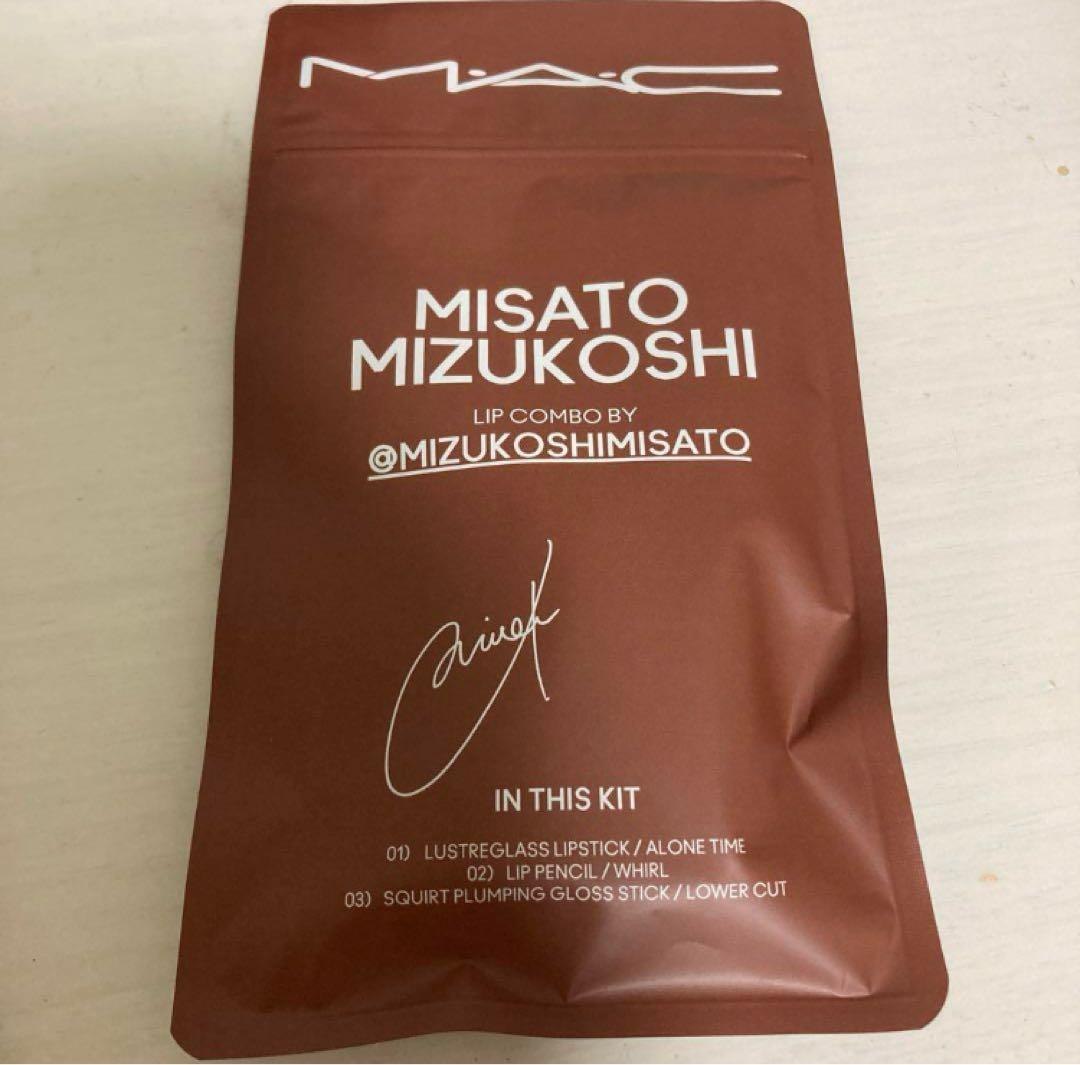 M·A·C
MISATO
MIZUKOSHI
LIP COMBO BY
@MIZUKOSHIMISATO
IN THIS KIT
01) LUSTREGLASS LIPSTICK / ALONE TIME
02) LIP PENCIL / WHIRL
03) SQUIRT PLUMPING GLOSS STICK / LOWER CUT